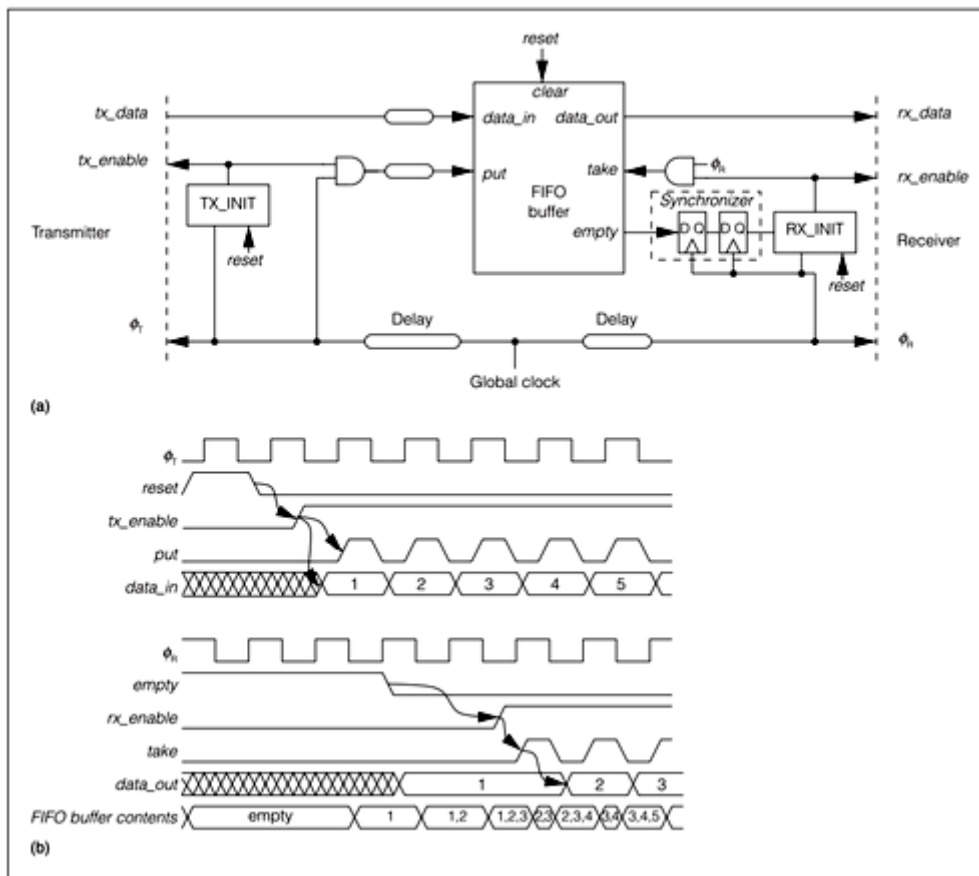 reset
clear
tx_data
data_in
data_out
rx_data
tx_enable
put
take
ϕR
rx_enable
TX_INIT
FIFO
buffer
Synchronizer
Transmitter
empty
D Q
D Q
RX_INIT
Receiver
reset
reset
Delay
Delay
ϕT
ϕR
Global clock
(a)
ϕT
reset
tx_enable
put
data_in 1 2 3 4 5
ϕR
empty
rx_enable
take
data_out 1 2 3
FIFO buffer contents empty 1 1,2 1,2,3 2,3 2,3,4 3,4 3,4,5
(b)